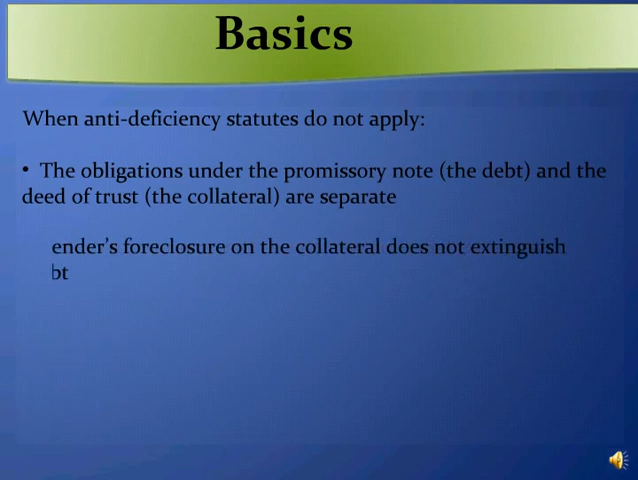 Basics
When anti-deficiency statutes do not apply:
• The obligations under the promissory note (the debt) and the
deed of trust (the collateral) are separate
ender's foreclosure on the collateral does not extinguish
bt